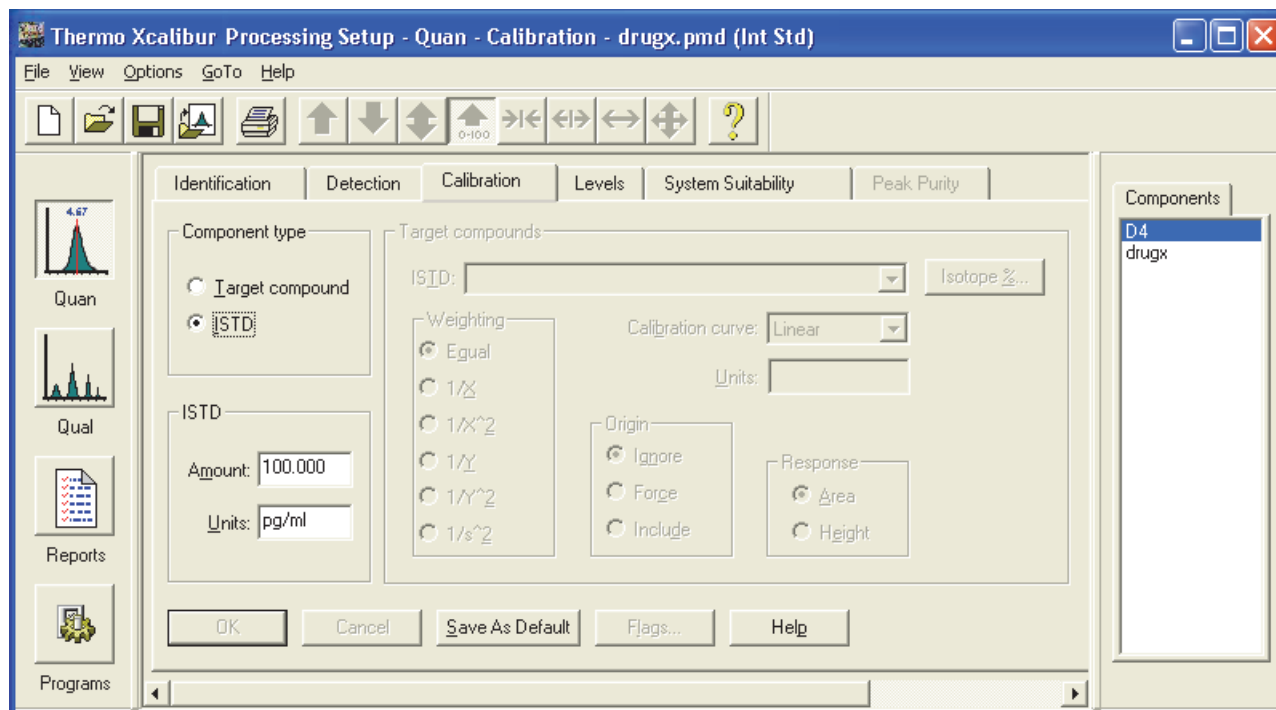 Thermo Xcalibur Processing Setup - Quan - Calibration - drugx.pmd (Int Std)
File View Options GoTo Help
0-100
Identification Detection Calibration Levels System Suitability Peak Purity
Components
D4
drugx
4.67
Quan
Qual
Reports
Programs
Component type
Target compound
ISTD
ISTD
Amount: 100.000
Units: pg/ml
Target compounds
ISTD: Isotope %...
Weighting
Equal
1/X
1/X^2
1/Y
1/Y^2
1/s^2
Calibration curve: Linear
Units:
Origin
Ignore
Force
Include
Response
Area
Height
OK Cancel Save As Default Flags... Help